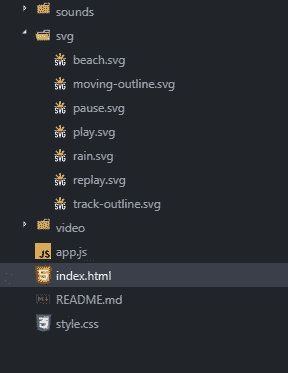 sounds
svg
SVG beach.svg
SVG moving-outline.svg
SVG pause.svg
SVG play.svg
SVG rain.svg
SVG replay.svg
SVG track-outline.svg
video
JS app.js
index.html
README.md
style.css